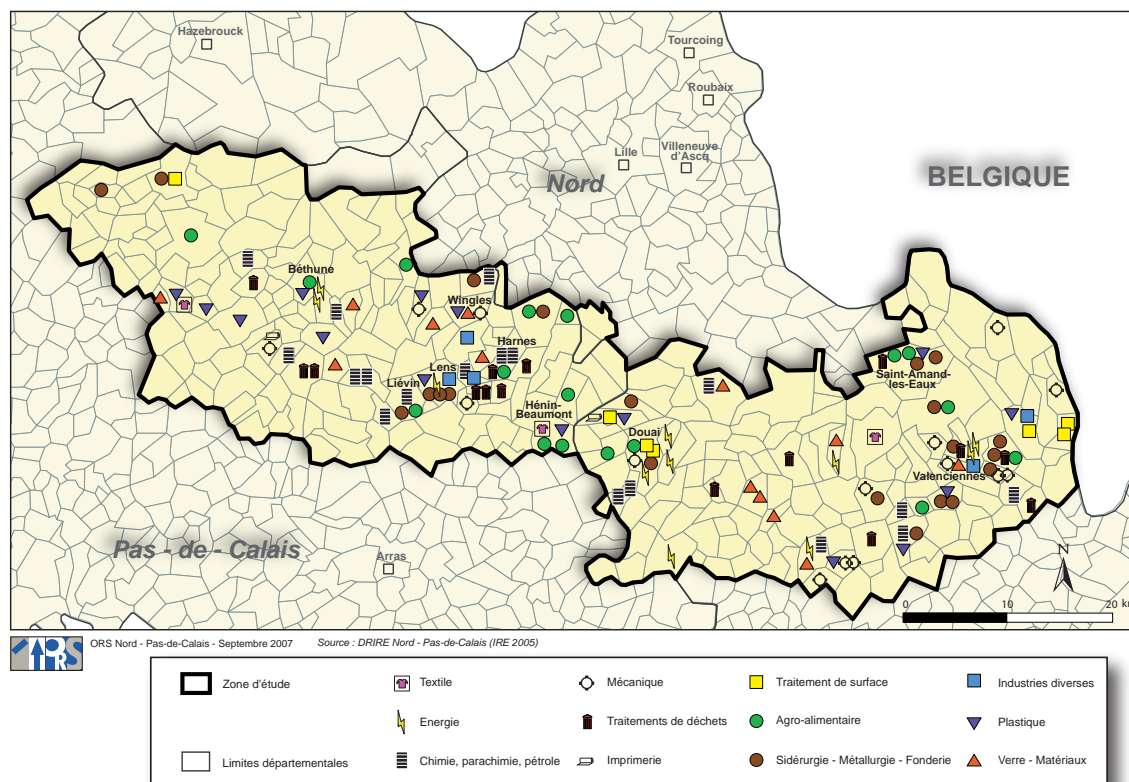 Hazebrouck
Tourcoing
Roubaix
Villeneuve
d'Ascq
Lille
Nord
BELGIQUE
Béthune
Wingles
Harnes
Lens
Liévin
Hénin-
Beaumont
Douai
Saint-Amand-
les-Eaux
Valenciennes
Pas - de - Calais
Arras
N
0 10 20 km
ORS
ORS Nord - Pas-de-Calais - Septembre 2007 Source : DRIRE Nord - Pas-de-Calais (IRE 2005)
Zone d'étude Textile Mécanique Traitement de surface Industries diverses
Energie Traitements de déchets Agro-alimentaire Plastique
Limites départementales Chimie, parachimie, pétrole Imprimerie Sidérurgie - Métallurgie - Fonderie Verre - Matériaux